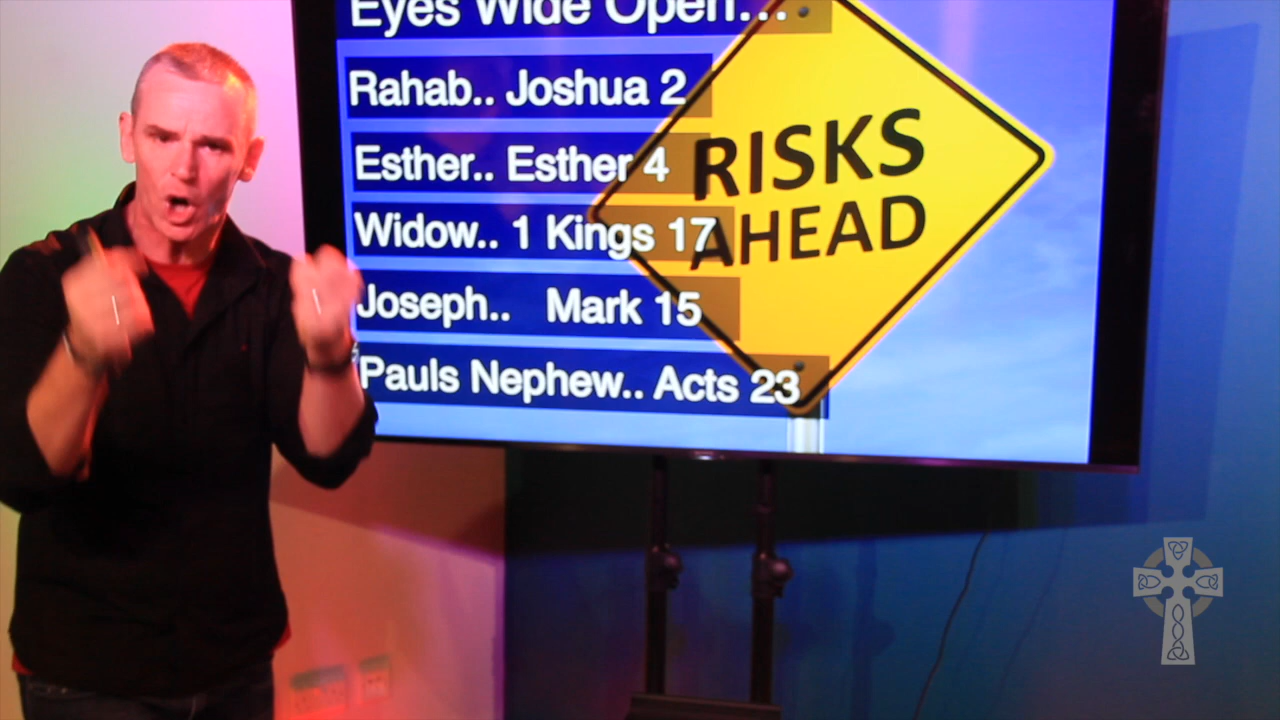 Eyes Wide Open...
Rahab.. Joshua 2
Esther.. Esther 4
Widow.. 1 Kings 17
Joseph.. Mark 15
Pauls Nephew.. Acts 23
RISKS
AHEAD